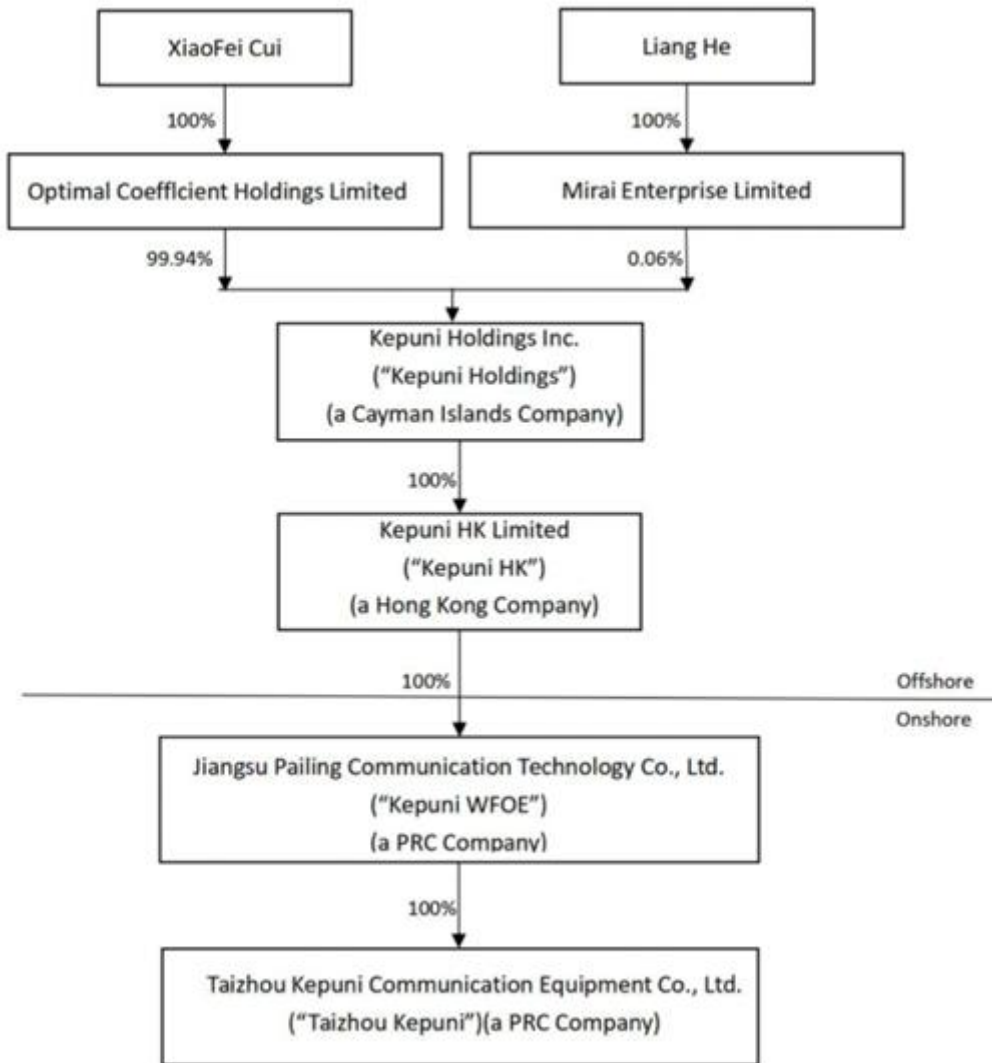 XiaoFei Cui
Liang He
100%
100%
Optimal Coefflcient Holdings Limited
Mirai Enterprise Limited
99.94%
0.06%
Kepuni Holdings Inc.
(“Kepuni Holdings”)
(a Cayman Islands Company)
100%
Kepuni HK Limited
(“Kepuni HK”)
(a Hong Kong Company)
100%
Offshore
Onshore
Jiangsu Pailing Communication Technology Co., Ltd.
(“Kepuni WFOE”)
(a PRC Company)
100%
Taizhou Kepuni Communication Equipment Co., Ltd.
(“Taizhou Kepuni”)(a PRC Company)